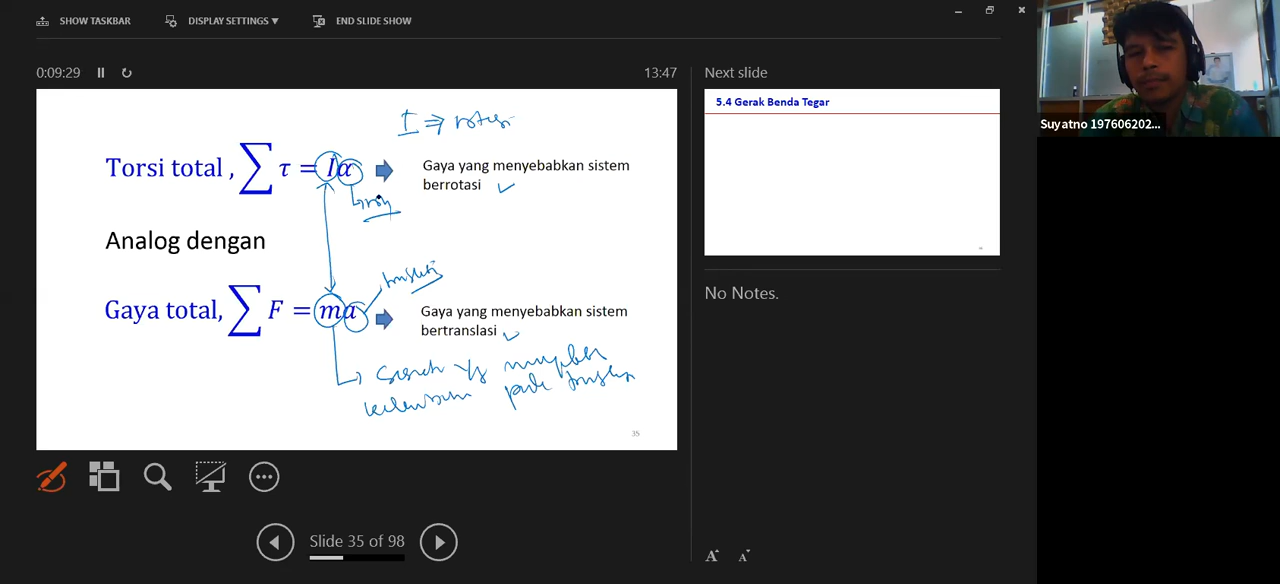 SHOW TASKBAR
DISPLAY SETTINGS ▼
END SLIDE SHOW
0:09:29
13:47
Next slide
I ⇒ rotasi
Torsi total , ∑ τ = Iα
Gaya yang menyebabkan sistem
berrotasi
Analog dengan
translasi
Gaya total, ∑ F = ma
Gaya yang menyebabkan sistem
bertranslasi
pada
35
5.4 Gerak Benda Tegar
No Notes.
Slide 35 of 98
A A
Suyatno 197606202...